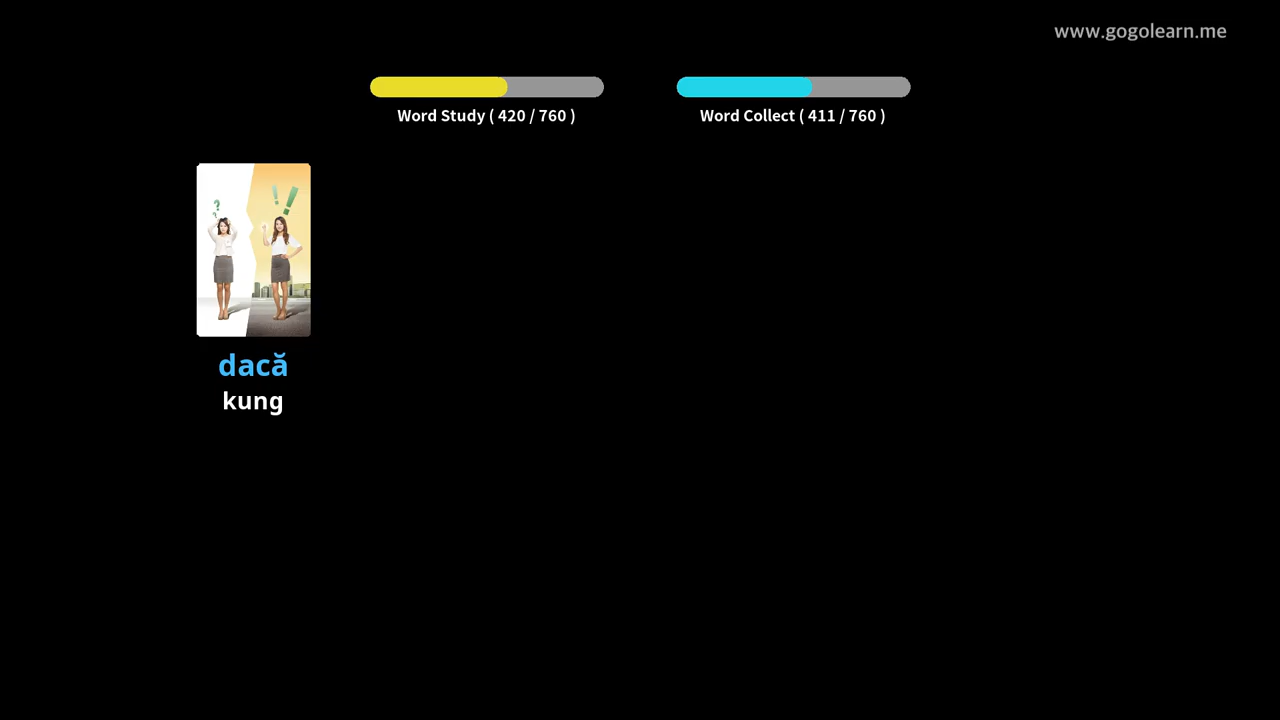 www.gogolearn.me
Word Study ( 420 / 760 )
Word Collect ( 411 / 760 )
? ?
! !
dacă
kung